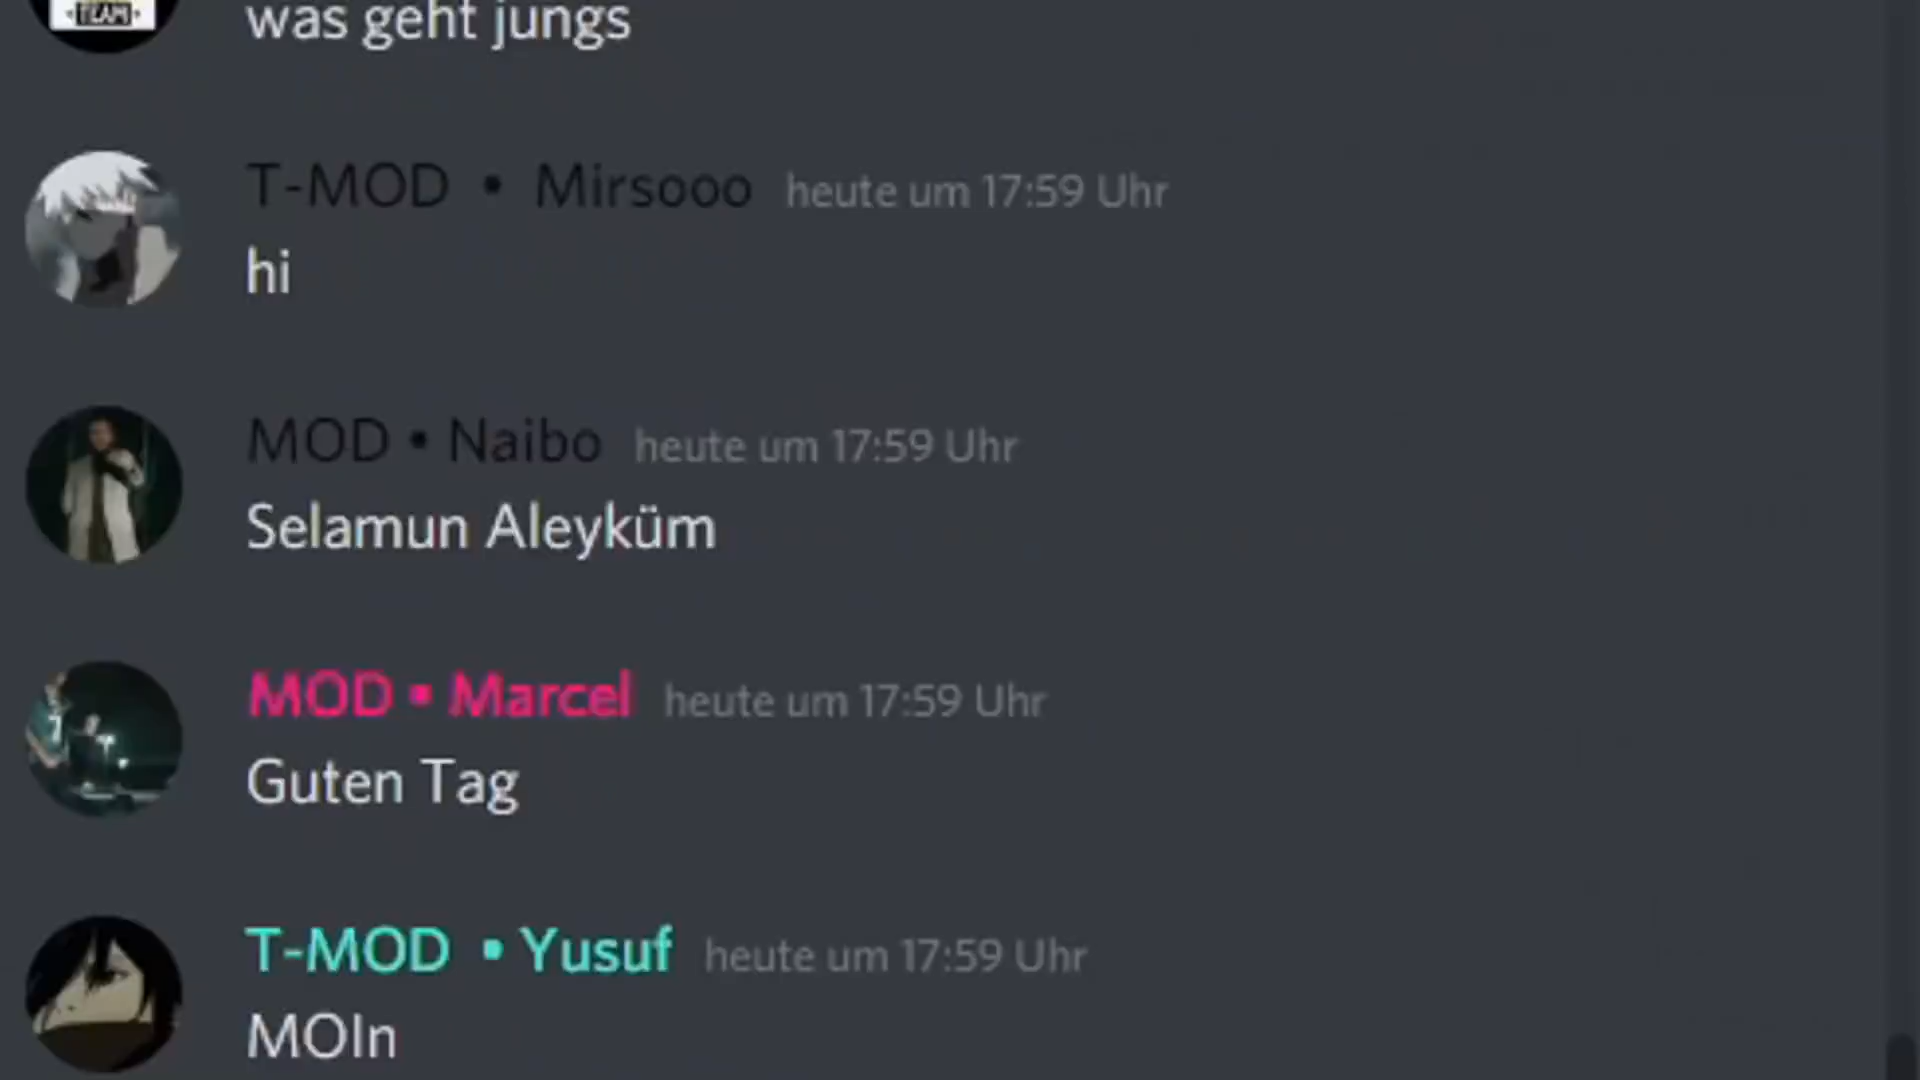 TEAM
was geht jungs
T-MOD • Mirsooo heute um 17:59 Uhr
hi
MOD • Naibo heute um 17:59 Uhr
Selamun Aleyküm
MOD • Marcel heute um 17:59 Uhr
Guten Tag
T-MOD • Yusuf heute um 17:59 Uhr
MOIn